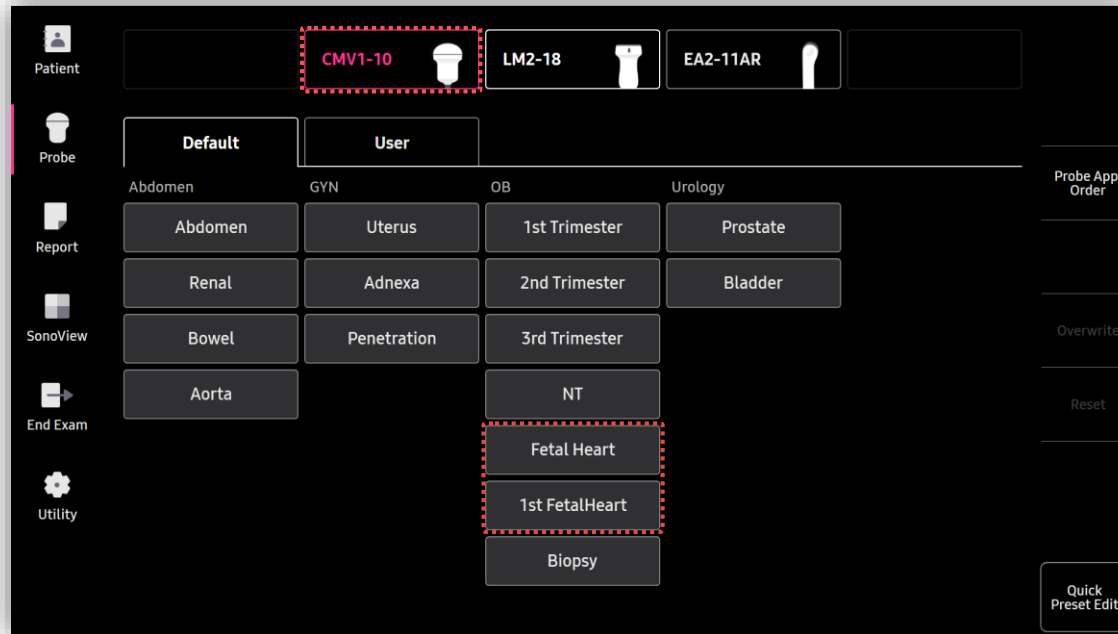 Patient
Probe
Report
SonoView
End Exam
Utility
CMV1-10
LM2-18
EA2-11AR
Default
User
Abdomen
GYN
OB
Urology
Abdomen
Uterus
1st Trimester
Prostate
Renal
Adnexa
2nd Trimester
Bladder
Bowel
Penetration
3rd Trimester
Aorta
NT
Fetal Heart
1st FetalHeart
Biopsy
Probe App
Order
Overwrite
Reset
Quick
Preset Edit